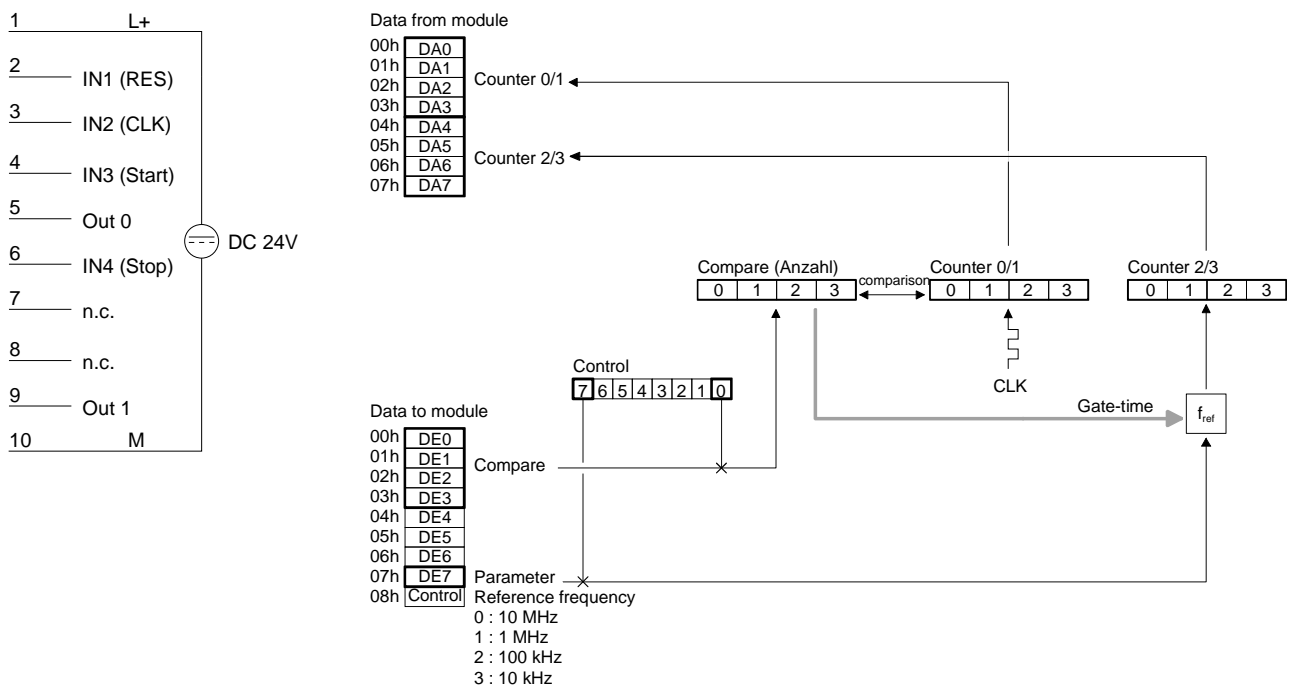 1 L+
2 IN1 (RES)
3 IN2 (CLK)
4 IN3 (Start)
5 Out 0
6 IN4 (Stop)
7 n.c.
8 n.c.
9 Out 1
10 M
DC 24V
Data from module
00h DA0
01h DA1
02h DA2
03h DA3
Counter 0/1
04h DA4
05h DA5
06h DA6
07h DA7
Counter 2/3
Compare (Anzahl)
0 1 2 3
comparison
Counter 0/1
0 1 2 3
Counter 2/3
0 1 2 3
CLK
Control
7 6 5 4 3 2 1 0
Gate-time
fref
Data to module
00h DE0
01h DE1
02h DE2
03h DE3
Compare
04h DE4
05h DE5
06h DE6
07h DE7 Parameter
08h Control Reference frequency
0 : 10 MHz
1 : 1 MHz
2 : 100 kHz
3 : 10 kHz